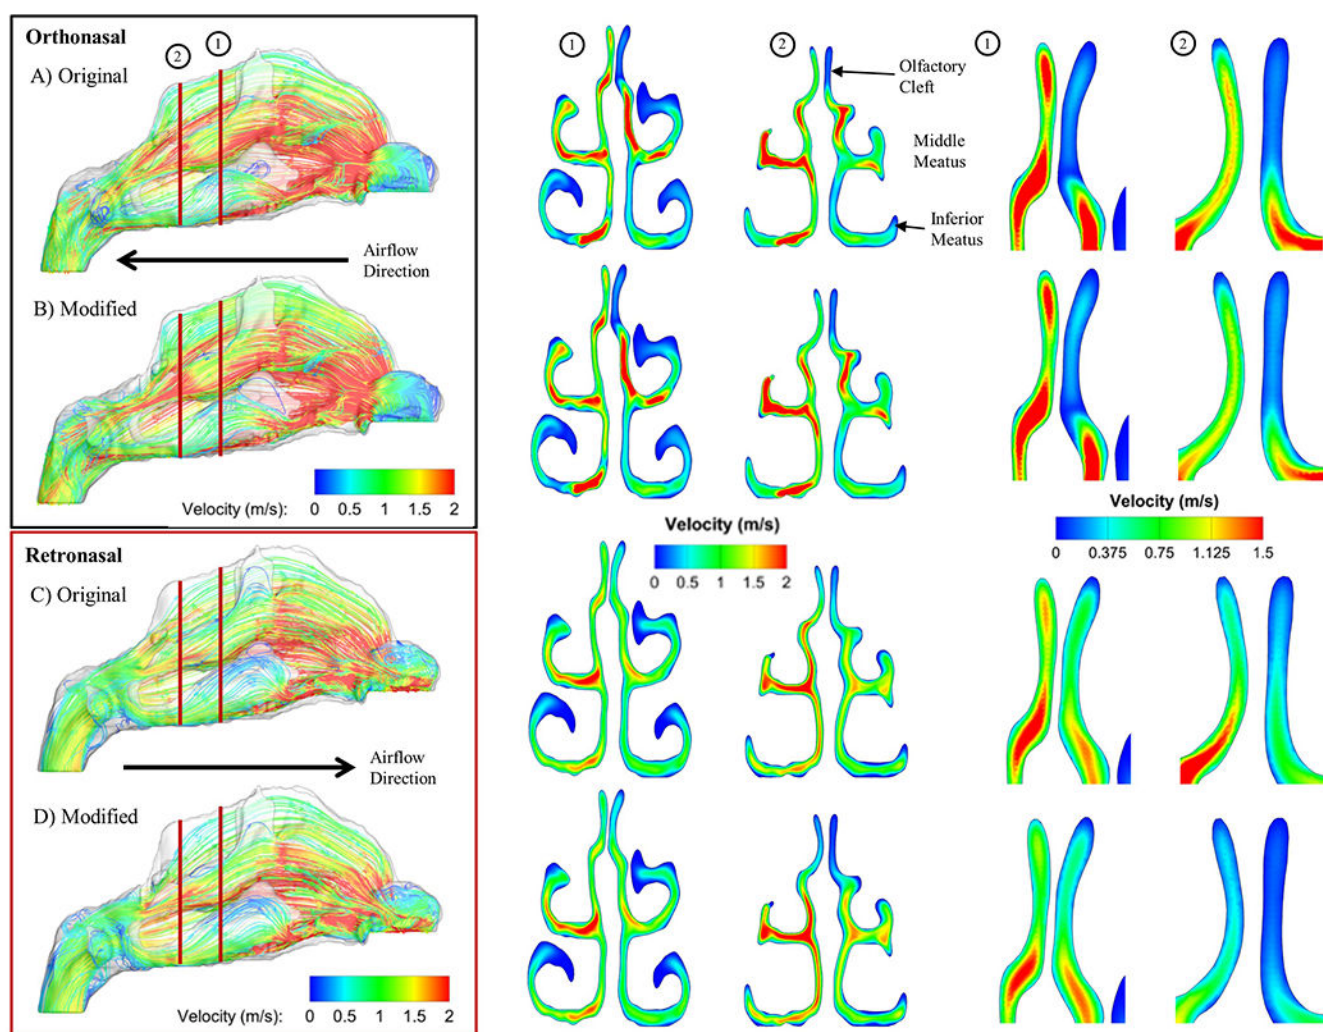 Orthonasal
A) Original
2
1
Airflow
Direction
B) Modified
Velocity (m/s): 0 0.5 1 1.5 2
Retronasal
C) Original
Airflow
Direction
D) Modified
Velocity (m/s): 0 0.5 1 1.5 2
1
2
Olfactory
Cleft
Middle
Meatus
Inferior
Meatus
Velocity (m/s)
0 0.5 1 1.5 2
1
2
Velocity (m/s)
0 0.375 0.75 1.125 1.5